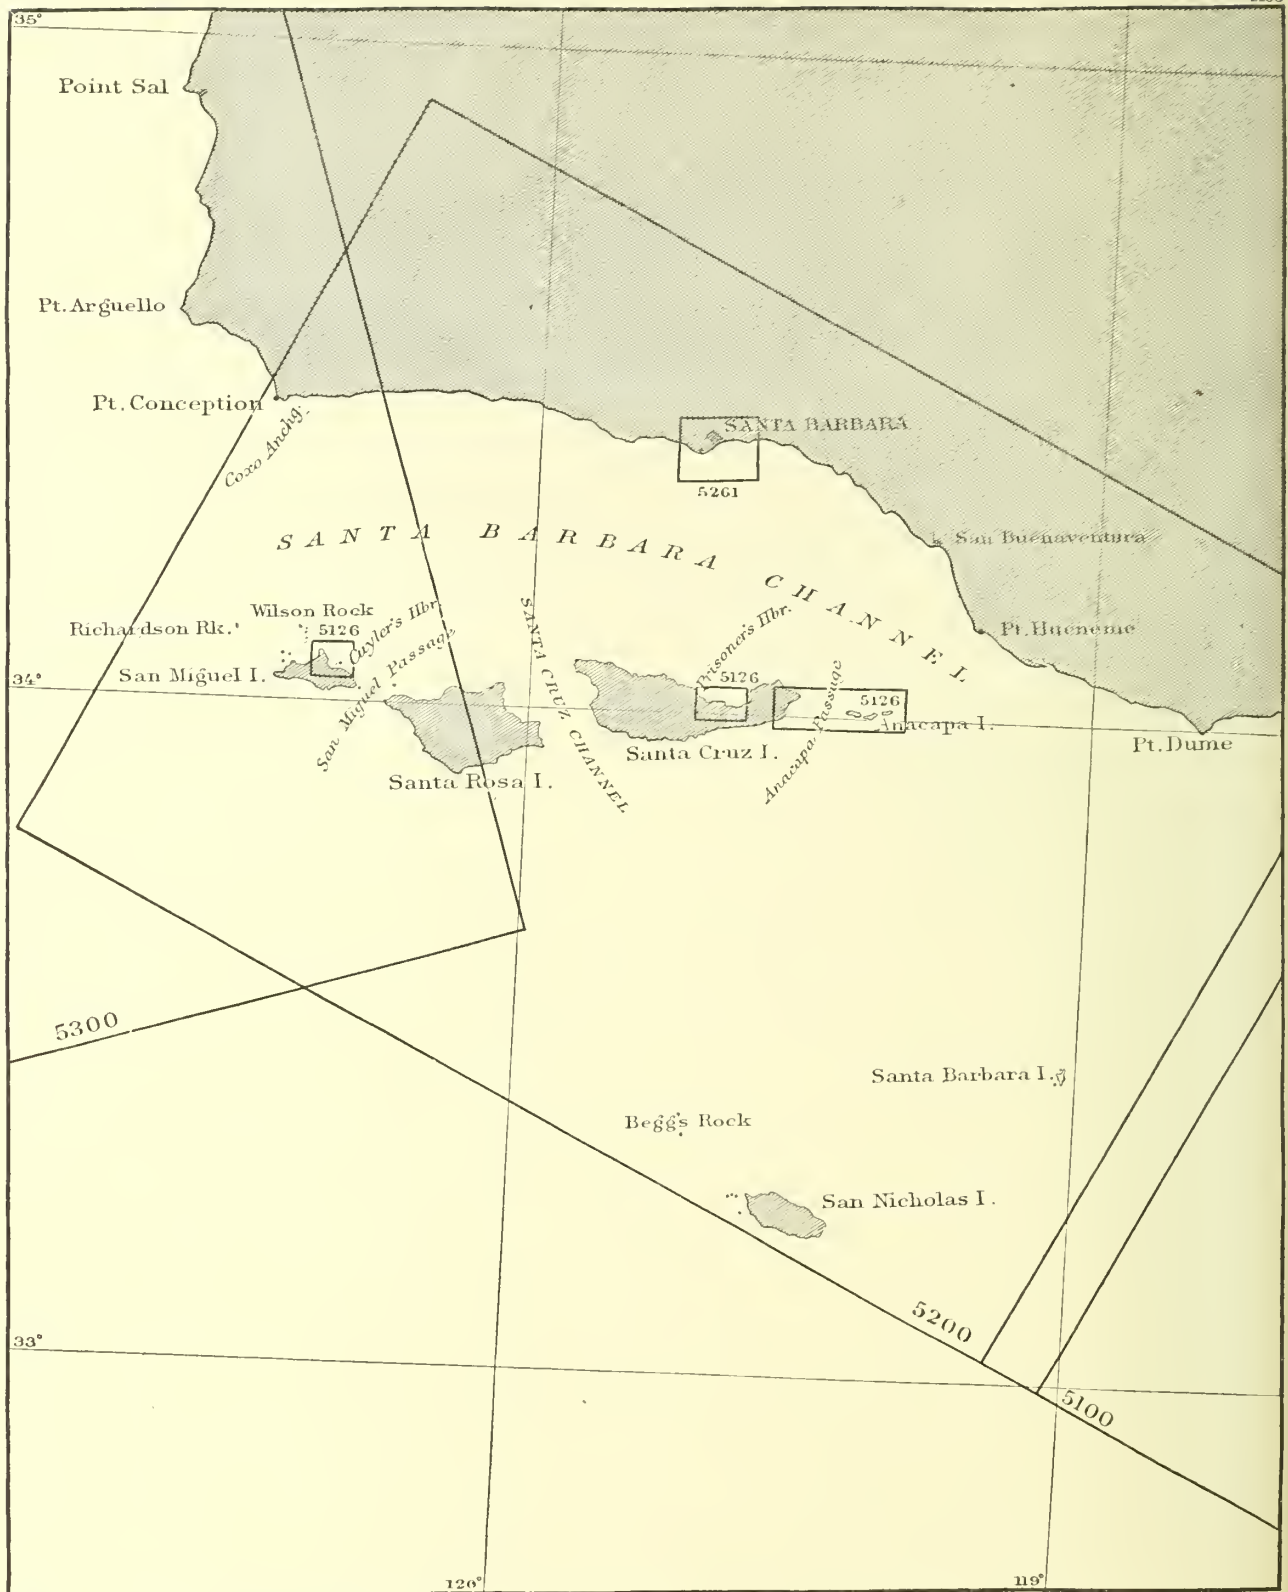 35°
Point Sal
Pt. Arguello
Pt. Conception
Coxo Anchg.
SANTA BARBARA
5261
SANTA BARBARA CHANNEL
San Buenaventura
Wilson Rock
Richardson Rk.
5126
Cuyler's Hbr.
San Miguel I.
San Miguel Passage
SANTA CRUZ CHANNEL
Prisoner's Hbr.
Pt. Hueneme
34°
5126
5126
Anacapa I.
Anacapa Passage
Santa Cruz I.
Pt. Dume
Santa Rosa I.
5300
Santa Barbara I.
Begg's Rock
San Nicholas I.
5200
33°
5100
120°
119°